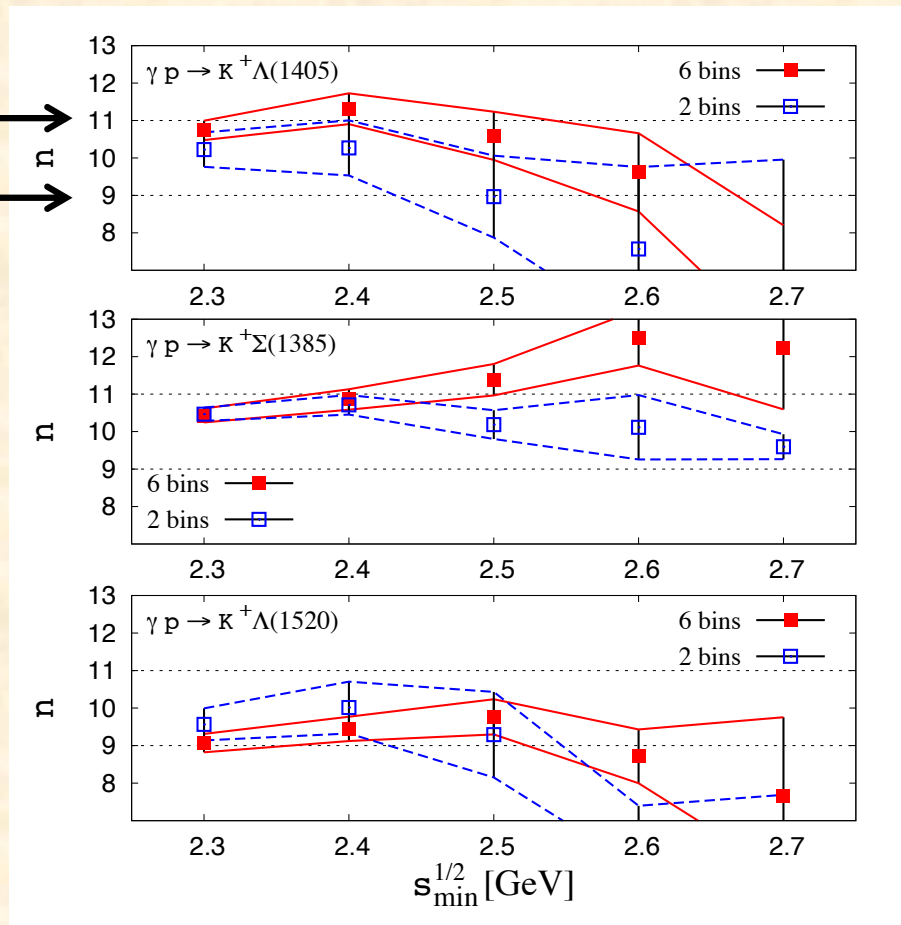 13
γ p → K⁺Λ(1405)
6 bins
12
2 bins
11
n
10
9
8
2.3 2.4 2.5 2.6 2.7
13
γ p → K⁺Σ(1385)
12
11
n
10
9
6 bins
8
2 bins
2.3 2.4 2.5 2.6 2.7
13
γ p → K⁺Λ(1520)
6 bins
12
2 bins
11
n
10
9
8
2.3 2.4 2.5 2.6 2.7
s_min^1/2 [GeV]